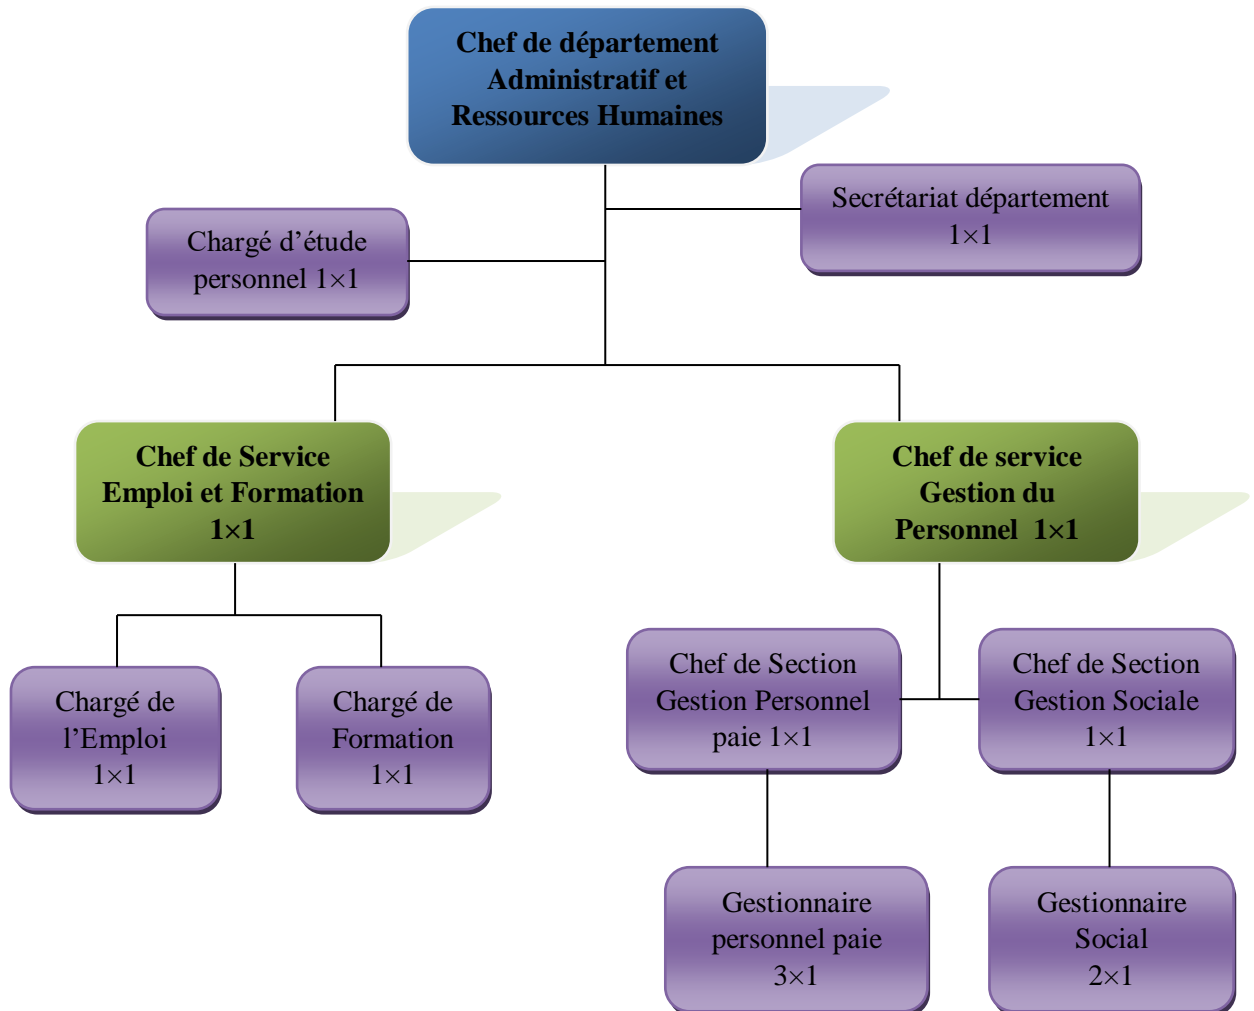 Chef de département
Administratif et
Ressources Humaines
Secrétariat département
1×1
Chargé d’étude
personnel 1×1
Chef de Service
Emploi et Formation
1×1
Chef de service
Gestion du
Personnel  1×1
Chargé de
l’Emploi
1×1
Chargé de
Formation
1×1
Chef de Section
Gestion Personnel
paie 1×1
Chef de Section
Gestion Sociale
1×1
Gestionnaire
personnel paie
3×1
Gestionnaire
Social
2×1